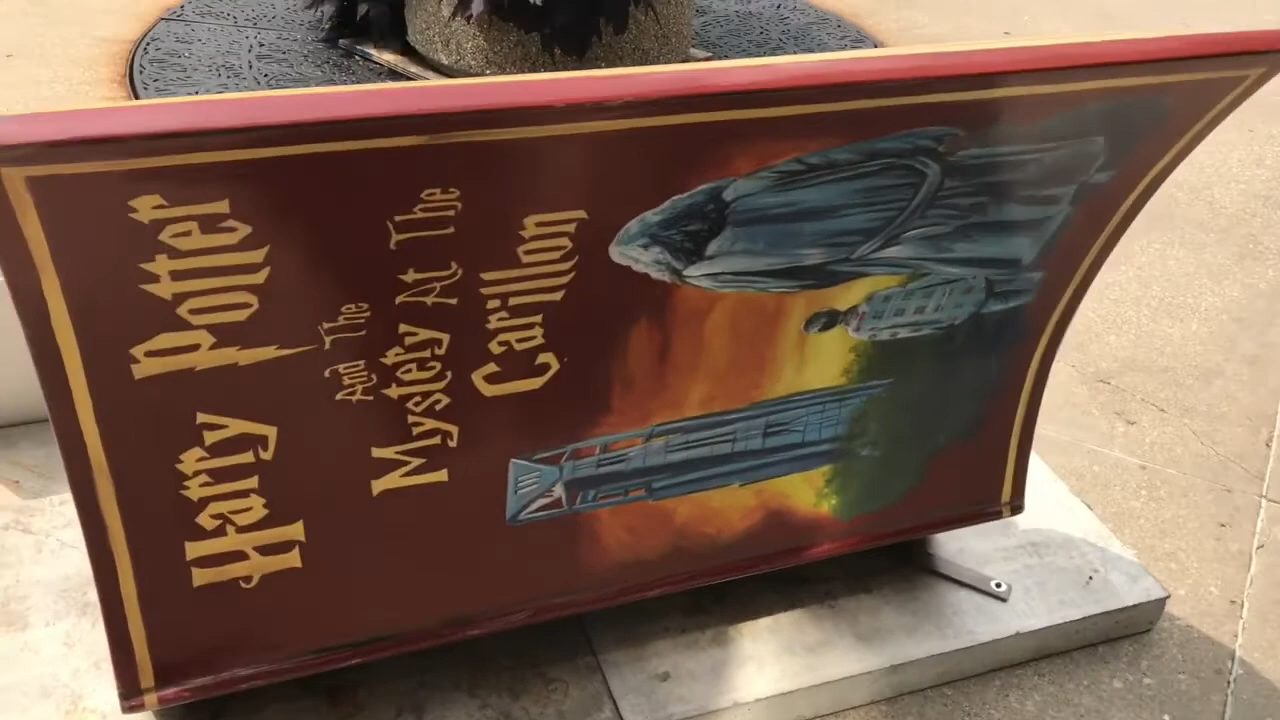 Harry Potter
And The
Mystery At The
Carillon